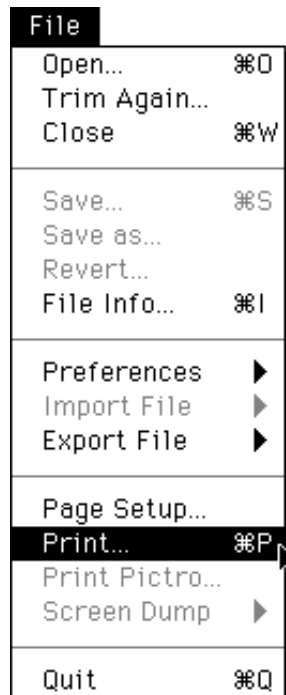 File
Open... ⌘O
Trim Again...
Close ⌘W
Save... ⌘S
Save as...
Revert...
File Info... ⌘I
Preferences ▶
Import File ▶
Export File ▶
Page Setup...
Print... ⌘P
Print Pictro...
Screen Dump ▶
Quit ⌘Q